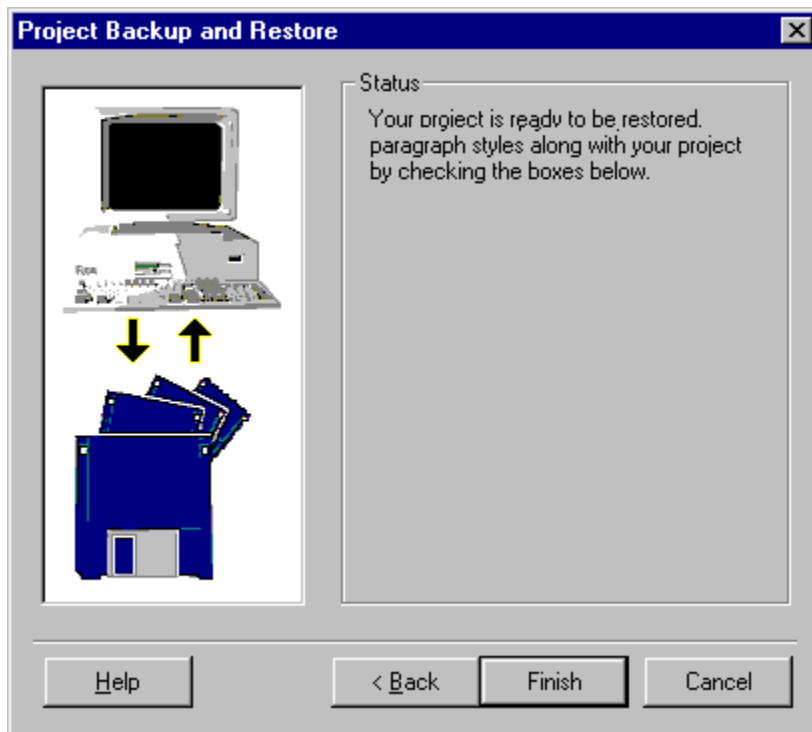 Project Backup and Restore
Status
Your project is ready to be restored.
paragraph styles along with your project
by checking the boxes below.
Help
< Back
Finish
Cancel